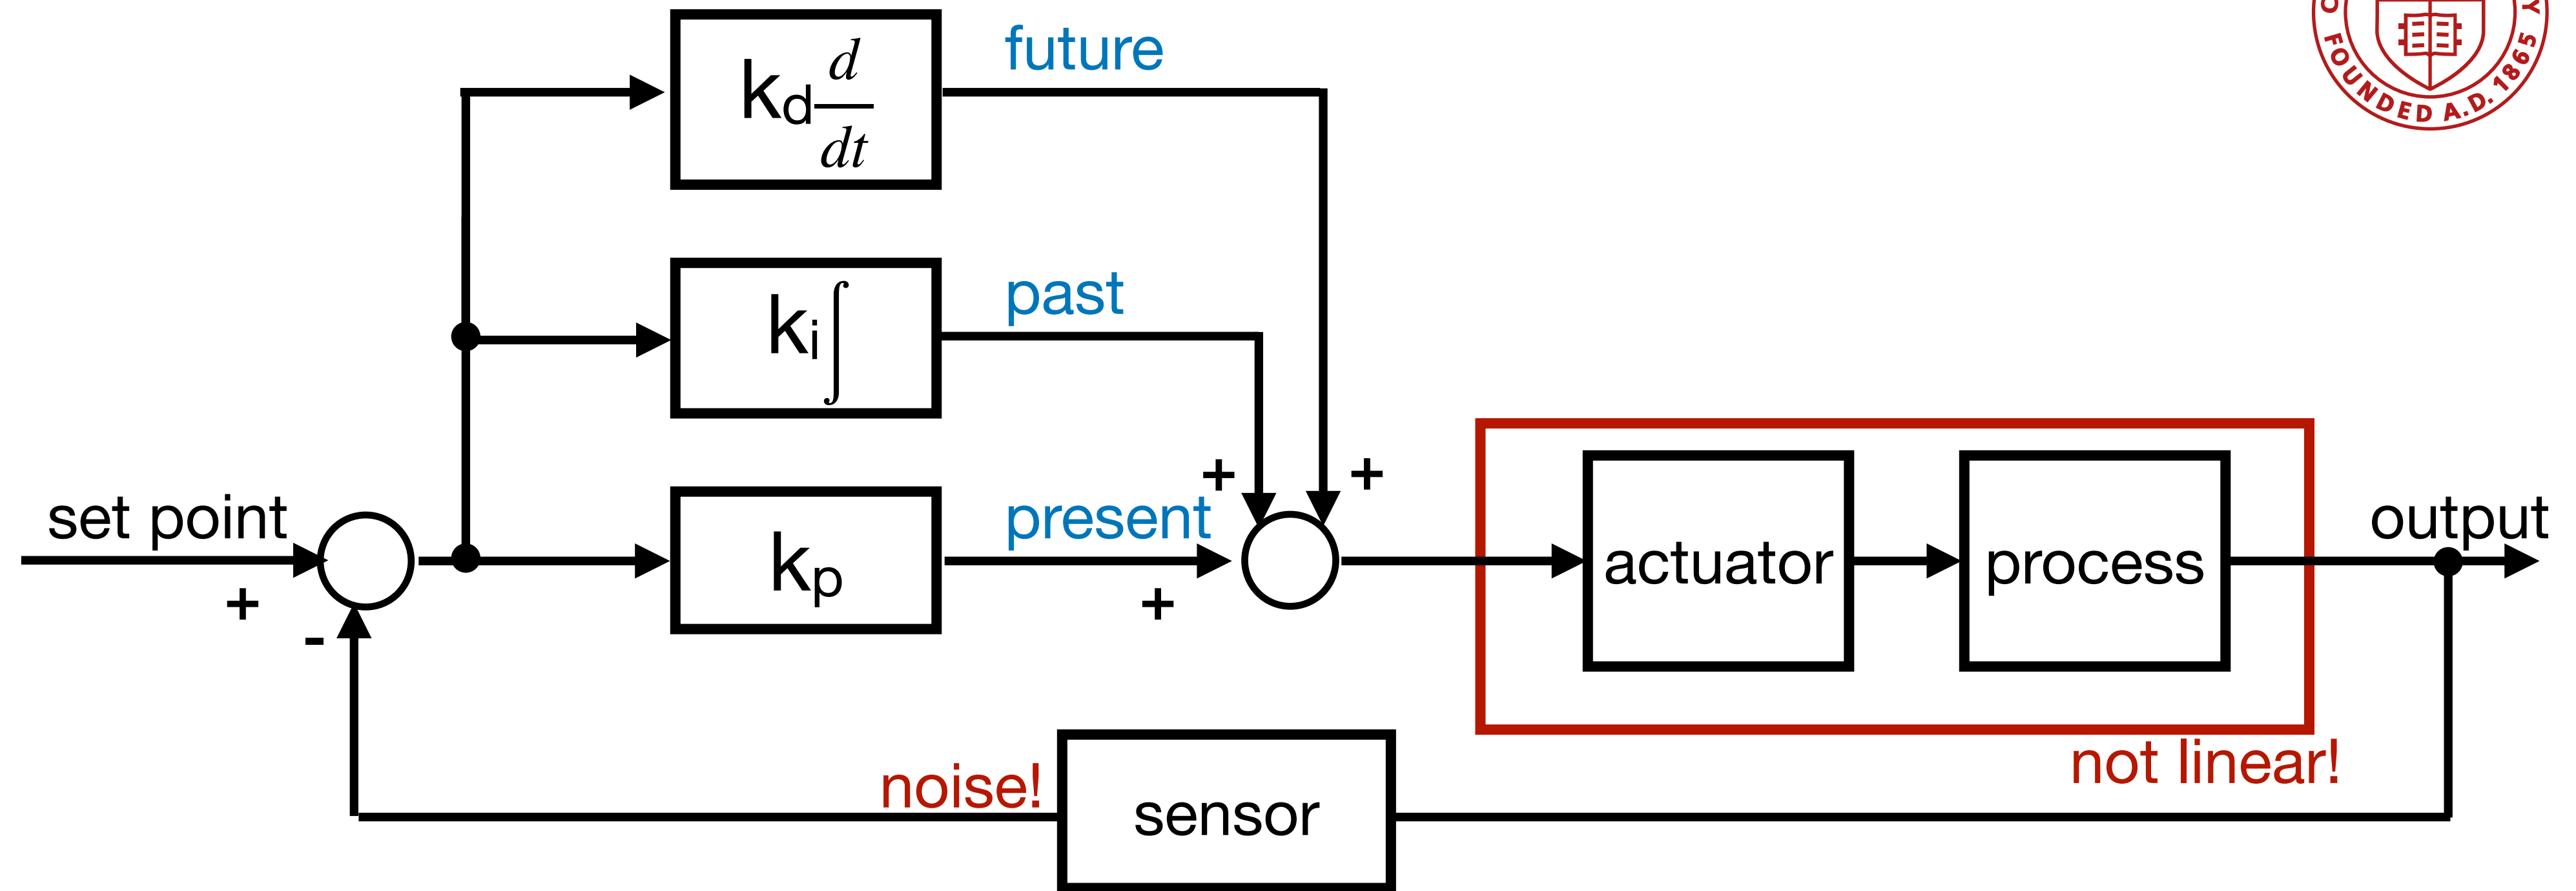 future
FOUNDED A.D. 1865
kd d/dt
past
ki∫
+ +
set point
present
output
kp
actuator
process
+
+
-
not linear!
noise!
sensor